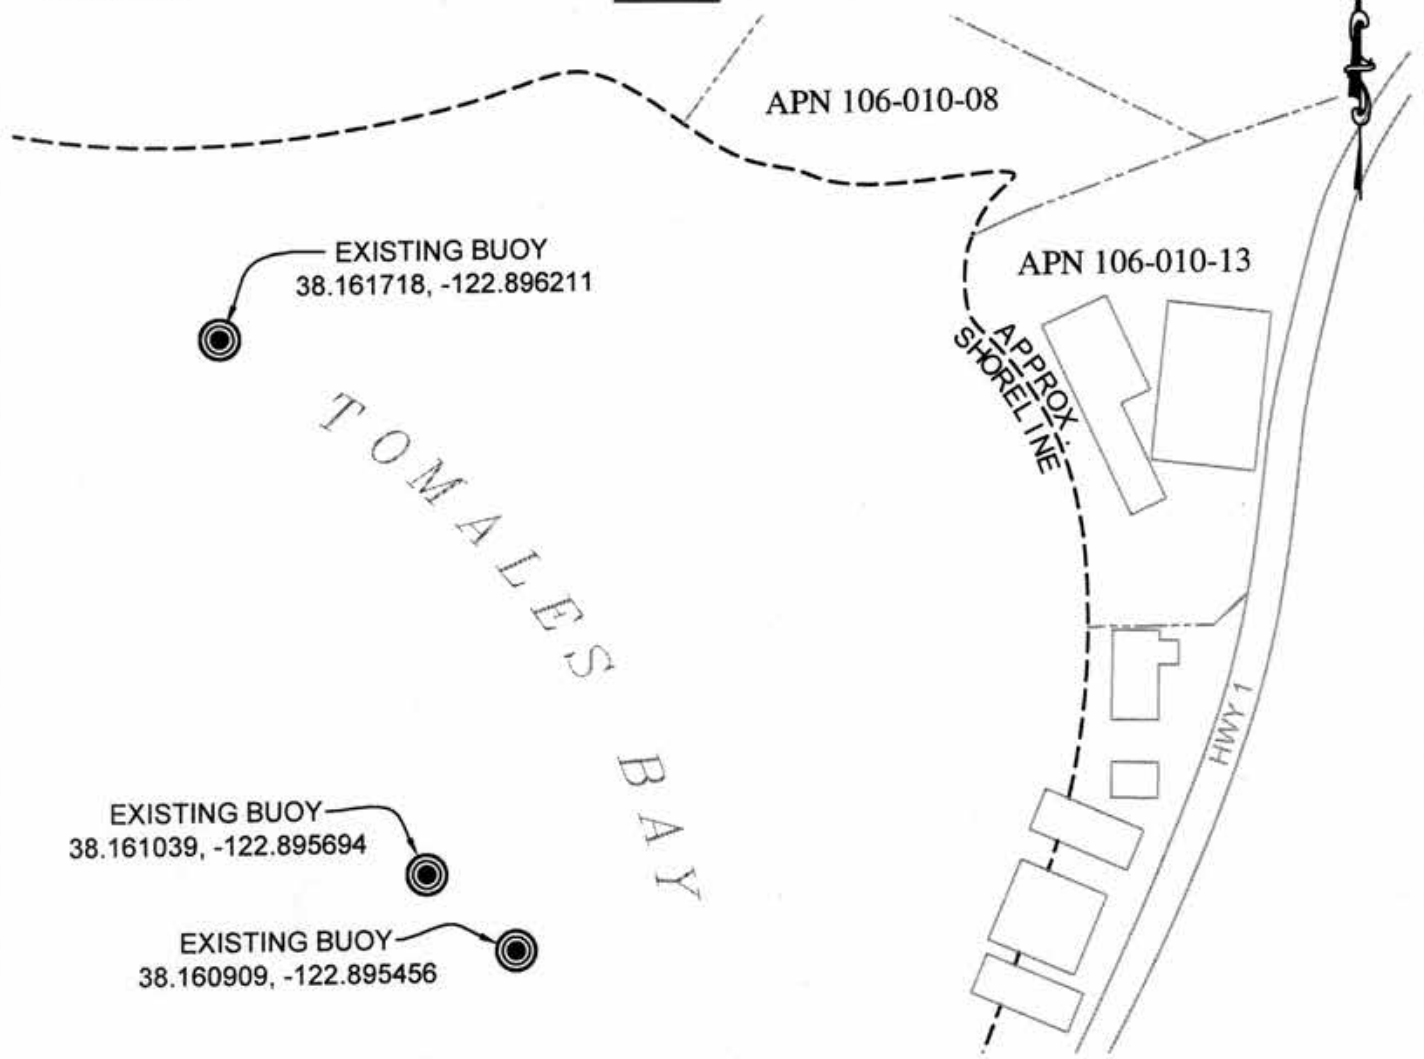 APN 106-010-08
EXISTING BUOY
38.161718, -122.896211
APN 106-010-13
APPROX.
SHORELINE
TOMALES BAY
HWY 1
EXISTING BUOY
38.161039, -122.895694
EXISTING BUOY
38.160909, -122.895456